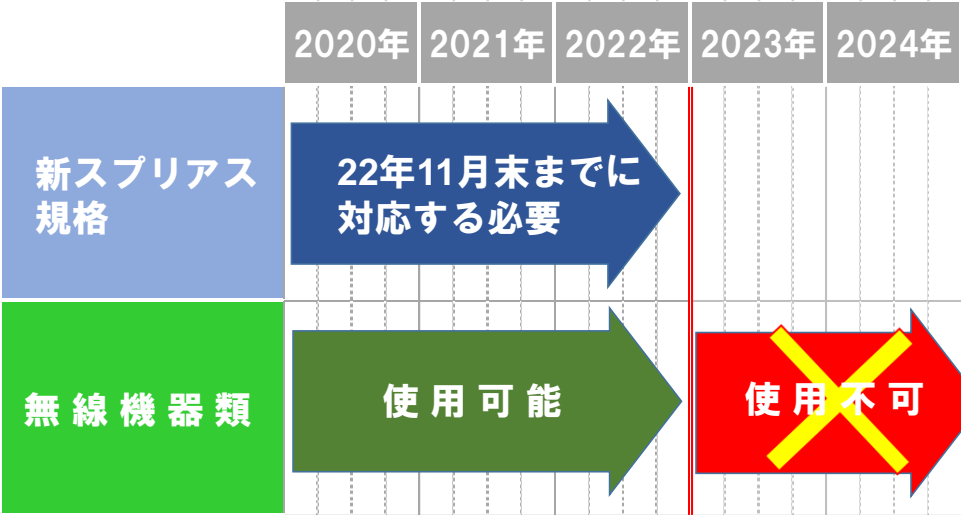 2020年 2021年 2022年 2023年 2024年
新スプリアス
規格
22年11月末までに
対応する必要
無線機器類
使用可能
使用不可